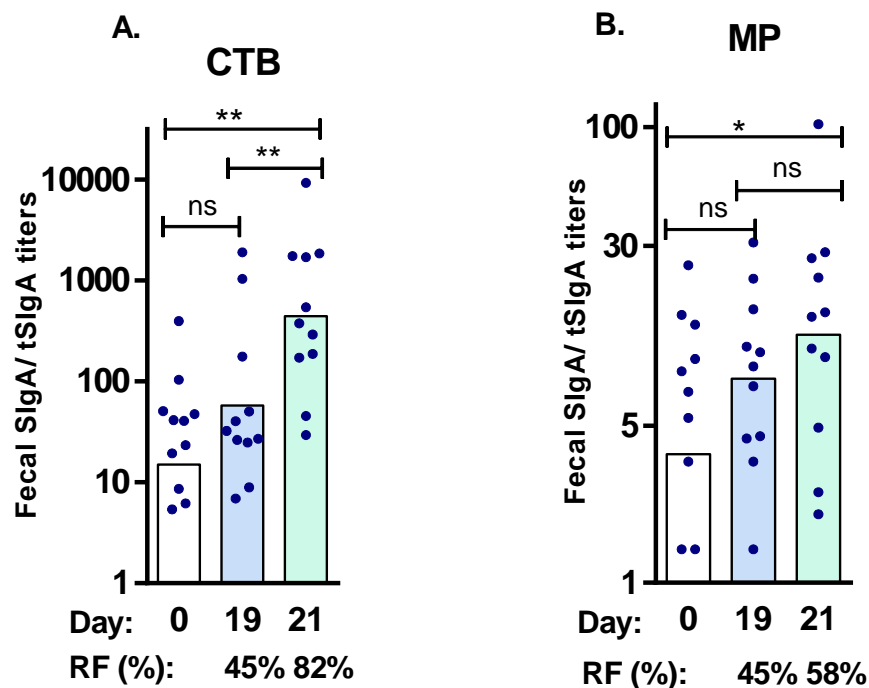 A.
CTB
Fecal SIgA/ tSIgA titers
10000
1000
100
10
1
**
**
ns
Day: 0 19 21
RF (%): 45% 82%
B.
MP
Fecal SIgA/ tSIgA titers
100
30
5
1
*
ns
ns
Day: 0 19 21
RF (%): 45% 58%